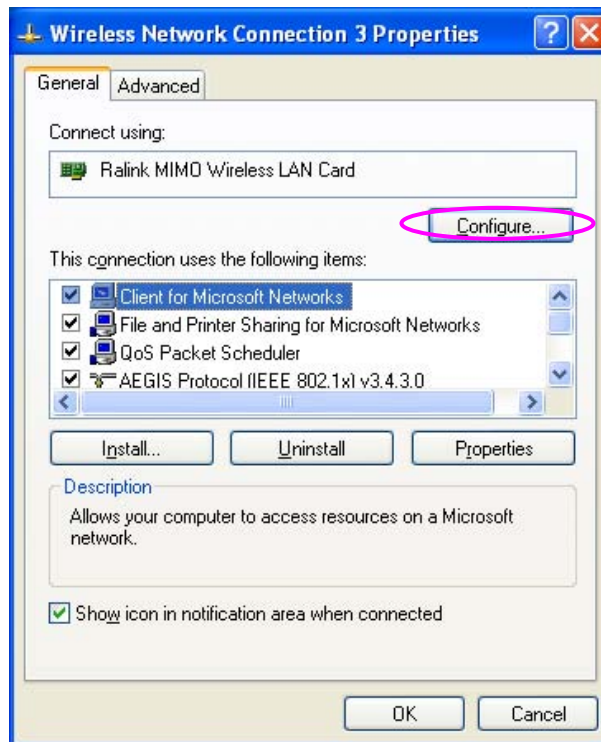 Wireless Network Connection 3 Properties
General Advanced
Connect using:
Ralink MIMO Wireless LAN Card
Configure...
This connection uses the following items:
Client for Microsoft Networks
File and Printer Sharing for Microsoft Networks
QoS Packet Scheduler
AEGIS Protocol (IEEE 802.1x) v3.4.3.0
Install... Uninstall Properties
Description
Allows your computer to access resources on a Microsoft
network.
Show icon in notification area when connected
OK Cancel